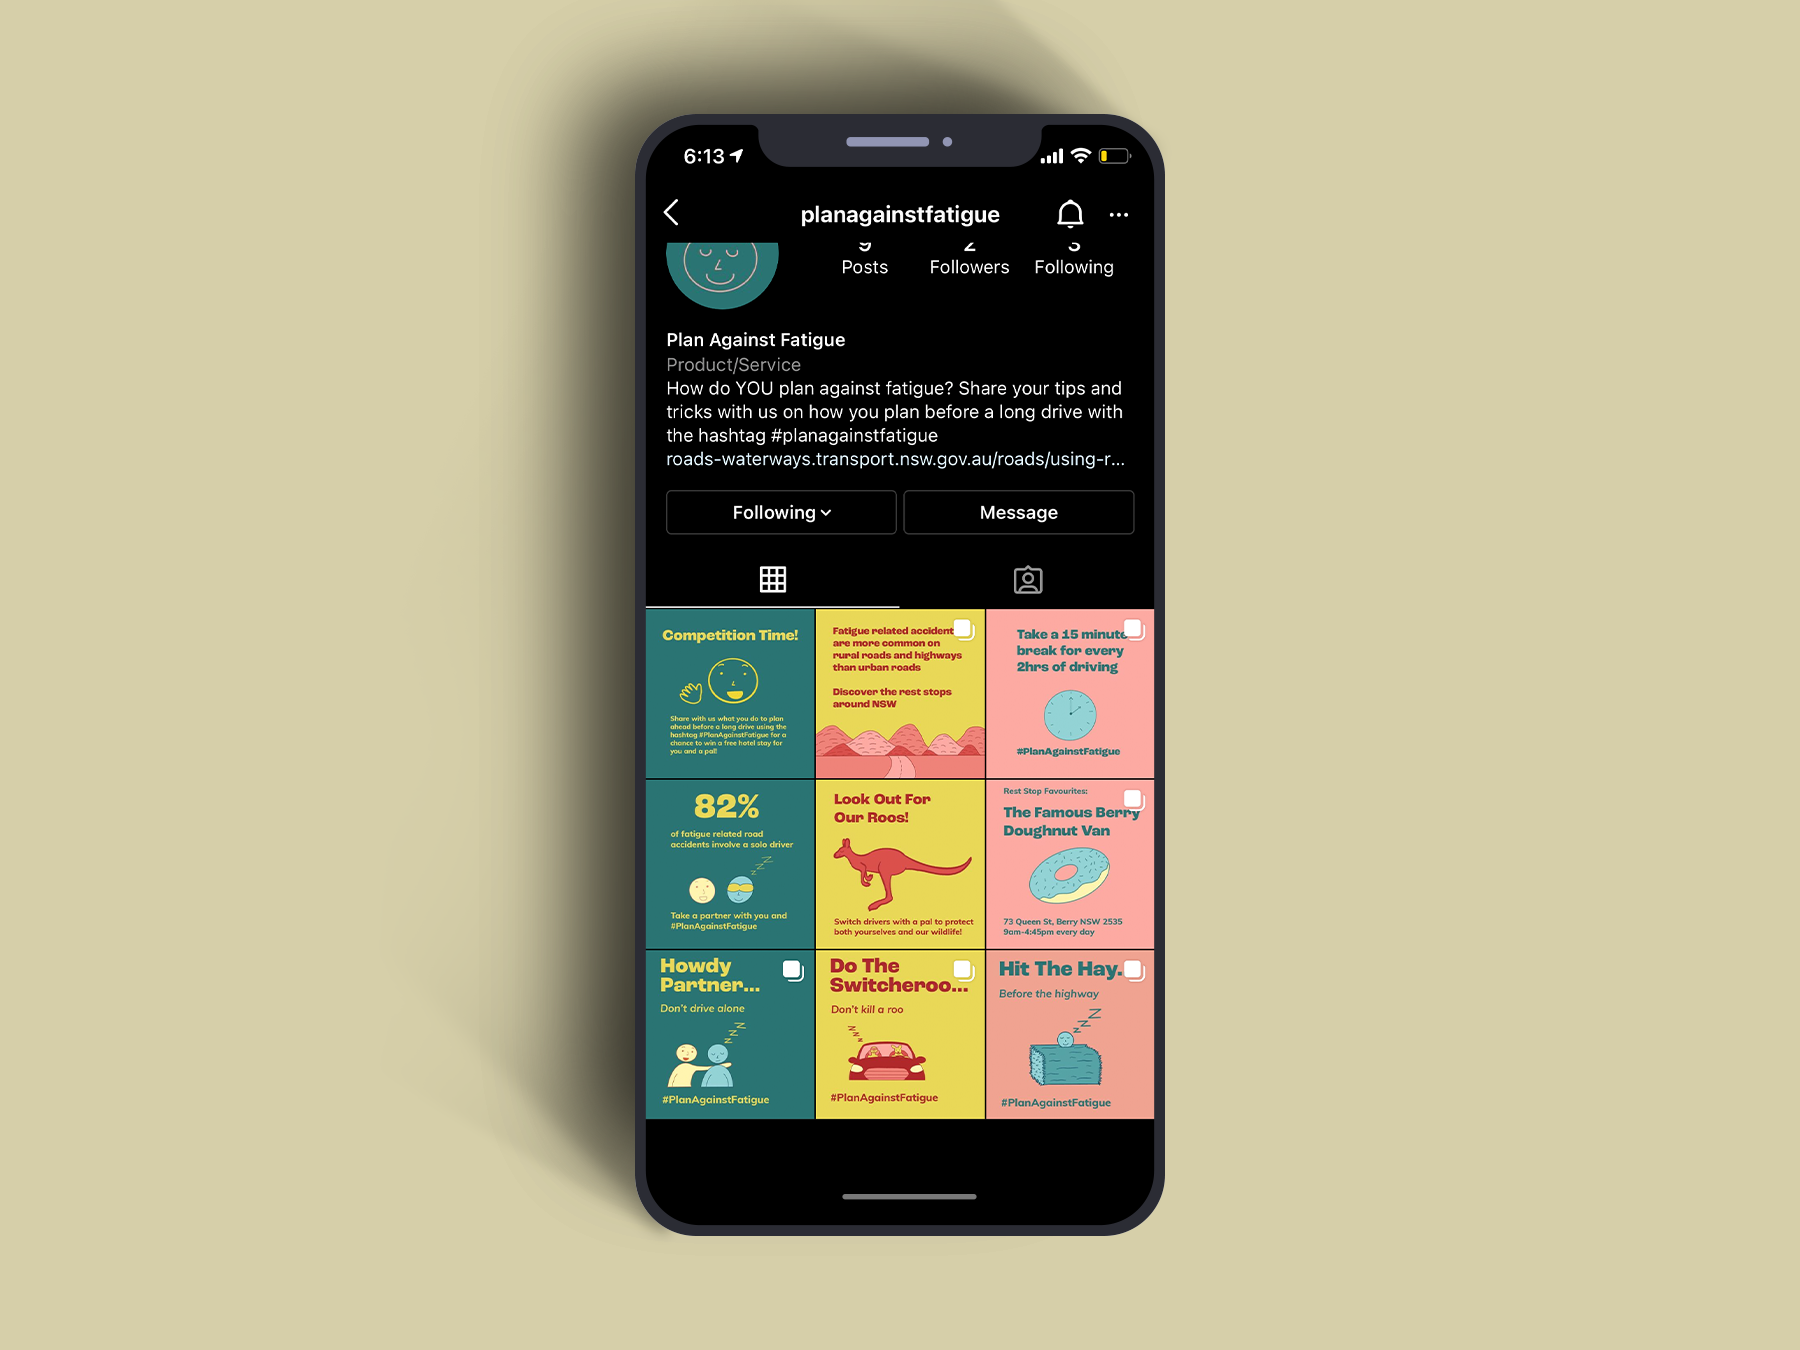 6:13
planagainstfatigue
9 2 3
Posts Followers Following
Plan Against Fatigue
Product/Service
How do YOU plan against fatigue? Share your tips and
tricks with us on how you plan before a long drive with
the hashtag #planagainstfatigue
roads-waterways.transport.nsw.gov.au/roads/using-r...
Following Message
Competition Time!
Share with us what you do to plan
ahead before a long drive using the
hashtag #PlanAgainstFatigue for a
chance to win a free hotel stay for
you and a pal!
Fatigue related accident
are more common on
rural roads and highways
than urban roads
Discover the rest stops
around NSW
Take a 15 minute
break for every
2hrs of driving
#PlanAgainstFatigue
82%
of fatigue related road
accidents involve a solo driver
zzz
Take a partner with you and
#PlanAgainstFatigue
Look Out For
Our Roos!
Switch drivers with a pal to protect
both yourselves and our wildlife!
Rest Stop Favourites:
The Famous Berry
Doughnut Van
73 Queen St, Berry NSW 2535
9am-4:45pm every day
Howdy
Partner...
Don't drive alone
zzzz
#PlanAgainstFatigue
Do The
Switcheroo...
Don't kill a roo
zzz
#PlanAgainstFatigue
Hit The Hay..
Before the highway
zzzz
#PlanAgainstFatigue